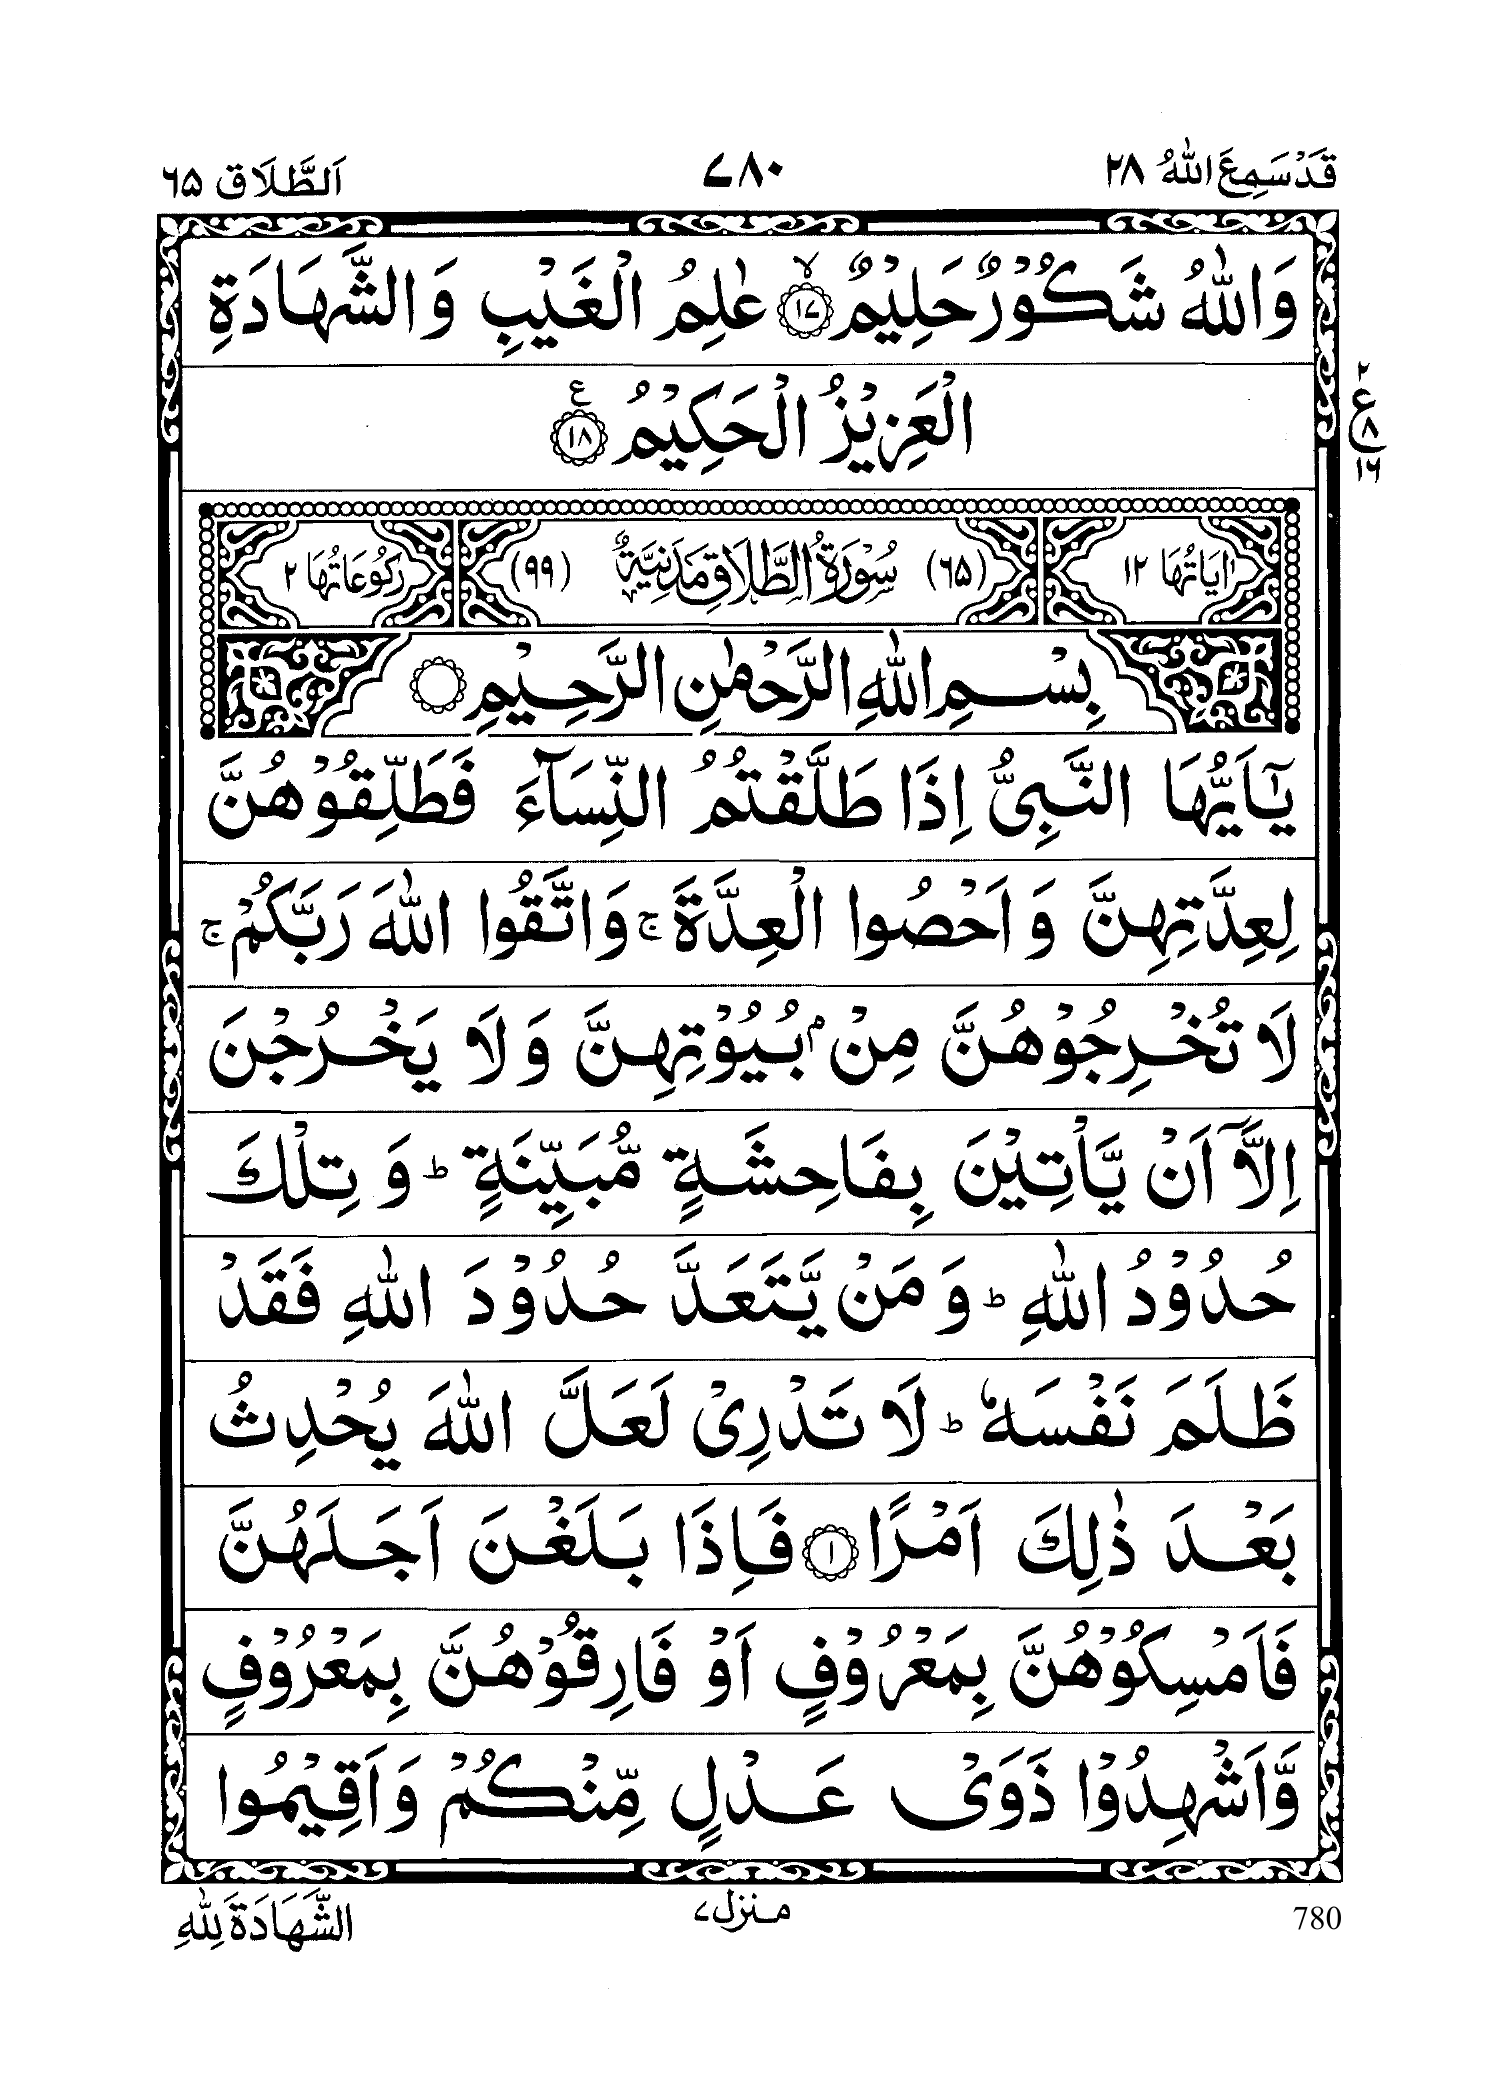 قَدْ سَمِعَ اللّٰهُ ٢٨
٧٨٠
اَلطَّلَاق ٦٥
وَاللّٰهُ شَكُوْرٌ حَلِيْمٌ ۙ ١٧ عٰلِمُ الْغَيْبِ وَ الشَّهَادَةِ
الْعَزِيْزُ الْحَكِيْمُ ١٨ ع
٢
ع
٨
١٦
اٰيَاتُهَا ١٢
(٦٥) سُوْرَةُ الطَّلَاقِ مَدَنِيَّةٌ (٩٩)
رُكُوْعَاتُهَا ٢
بِسْمِ اللّٰهِ الرَّحْمٰنِ الرَّحِيْمِ
يٰۤاَيُّهَا النَّبِىُّ اِذَا طَلَّقْتُمُ النِّسَآءَ فَطَلِّقُوْهُنَّ
لِعِدَّتِهِنَّ وَ اَحْصُوا الْعِدَّةَ ۚ وَ اتَّقُوا اللّٰهَ رَبَّكُمْ ۚ
لَا تُخْرِجُوْهُنَّ مِنْۢ بُيُوْتِهِنَّ وَ لَا يَخْرُجْنَ
اِلَّاۤ اَنْ يَّاْتِيْنَ بِفَاحِشَةٍ مُّبَيِّنَةٍ ؕ وَ تِلْكَ
حُدُوْدُ اللّٰهِ ؕ وَ مَنْ يَّتَعَدَّ حُدُوْدَ اللّٰهِ فَقَدْ
ظَلَمَ نَفْسَهٗ ؕ لَا تَدْرِىْ لَعَلَّ اللّٰهَ يُحْدِثُ
بَعْدَ ذٰلِكَ اَمْرًا ١ فَاِذَا بَلَغْنَ اَجَلَهُنَّ
فَاَمْسِكُوْهُنَّ بِمَعْرُوْفٍ اَوْ فَارِقُوْهُنَّ بِمَعْرُوْفٍ
وَّ اَشْهِدُوْا ذَوَىْ عَدْلٍ مِّنْكُمْ وَ اَقِيْمُوا
780
منزل ٧
الشَّهَادَةَ لِلّٰهِ